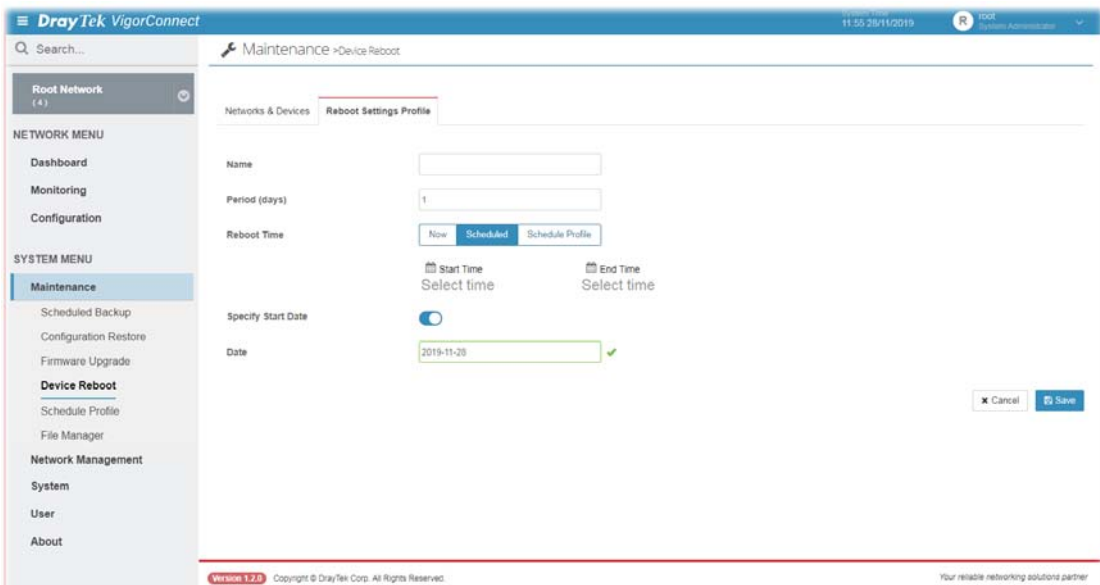 DrayTek VigorConnect
System Time
11:55 28/11/2019
R
root
System Administrator
Search...
Maintenance >Device Reboot
Root Network
(4)
NETWORK MENU
Dashboard
Monitoring
Configuration
SYSTEM MENU
Maintenance
Scheduled Backup
Configuration Restore
Firmware Upgrade
Device Reboot
Schedule Profile
File Manager
Network Management
System
User
About
Networks & Devices
Reboot Settings Profile
Name
Period (days)
1
Reboot Time
Now
Scheduled
Schedule Profile
Start Time
End Time
Select time
Select time
Specify Start Date
Date
2019-11-28
Cancel
Save
Version 1.2.0
Copyright © DrayTek Corp. All Rights Reserved.
Your reliable networking solutions partner